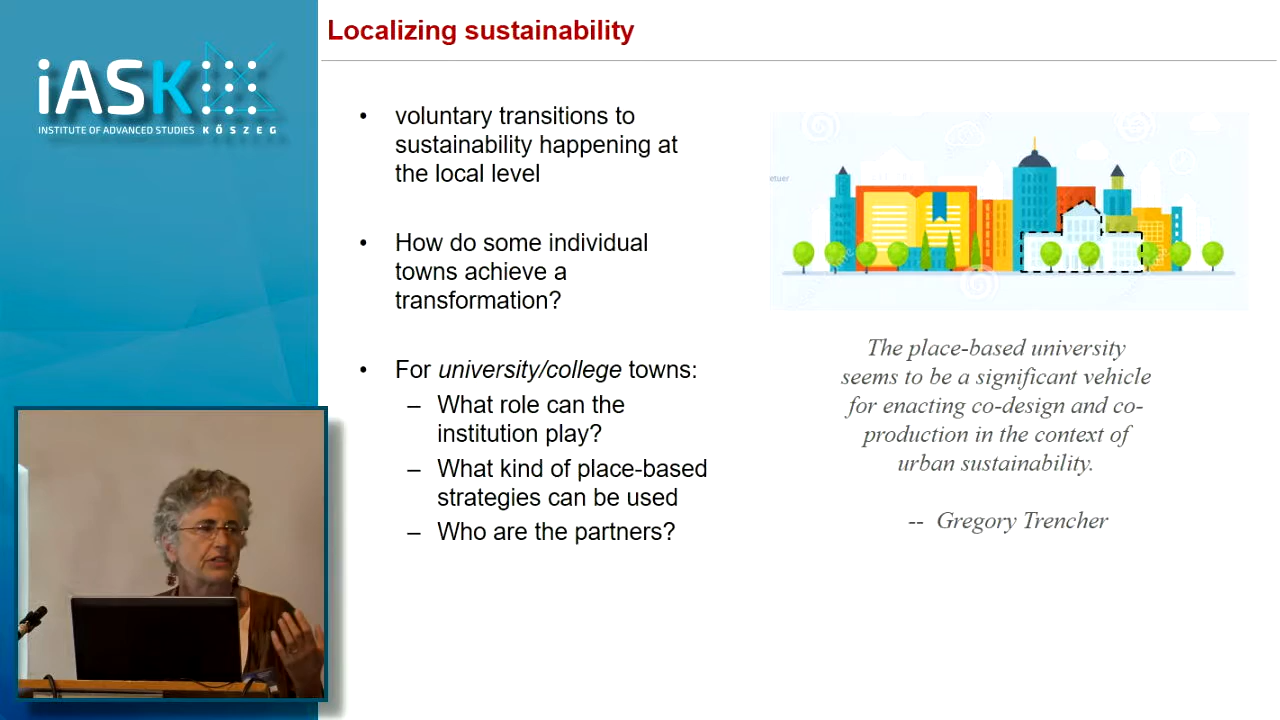 iASK
INSTITUTE OF ADVANCED STUDIES KŐSZEG
Localizing sustainability
• voluntary transitions to
sustainability happening at
the local level
• How do some individual
towns achieve a
transformation?
• For university/college towns:
– What role can the
institution play?
– What kind of place-based
strategies can be used
– Who are the partners?
etuer
The place-based university
seems to be a significant vehicle
for enacting co-design and co-
production in the context of
urban sustainability.
-- Gregory Trencher